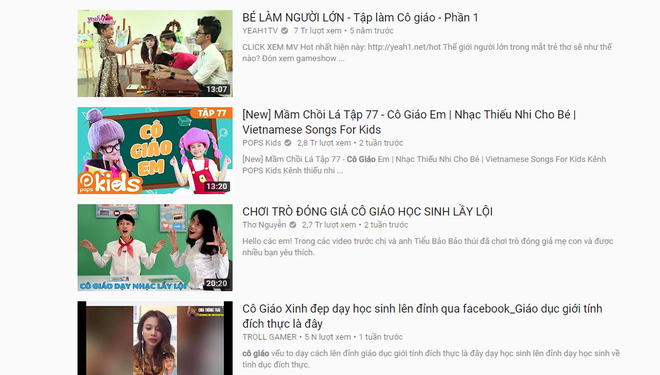 BÉ LÀM NGƯỜI LỚN - Tập làm Cô giáo - Phần 1
YEAH1TV 7 Tr lượt xem • 5 năm trước
CLICK XEM MV Hot nhất hiện này: http://yeah1.net/hot Thế giới người lớn trong mắt trẻ thơ sẽ như thế
nào? Đón xem gameshow ...
13:07
TẬP 77
CÔ
GIÁO
EM
POPS
kids
13:20
[New] Mầm Chồi Lá Tập 77 - Cô Giáo Em | Nhạc Thiếu Nhi Cho Bé |
Vietnamese Songs For Kids
POPS Kids 2,8 Tr lượt xem • 2 tuần trước
[New] Mầm Chồi Lá Tập 77 - Cô Giáo Em | Nhạc Thiếu Nhi Cho Bé | Vietnamese Songs For Kids Kênh
POPS Kids Kênh thiếu nhi ...
CÔ GIÁO DẠY NHẠC LẦY LỘI
20:20
CHƠI TRÒ ĐÓNG GIẢ CÔ GIÁO HỌC SINH LẦY LỘI
Thơ Nguyễn 2,7 Tr lượt xem • 2 tuần trước
Hello các em! Trong các video trước chị và anh Tiểu Bảo Bảo thúi đã chơi trò đóng giả mẹ con và được
nhiều bạn yêu thích.
Cô Giáo Xinh đẹp dạy học sinh lên đỉnh qua facebook_Giáo dục giới tính
đích thực là đây
TROLL GAMER • 5 N lượt xem • 1 tuần trước
cô giáo vếu to dạy cách lên đỉnh giáo dục giới tính đích thực là đây dạy học sinh lên đỉnh dạy học sinh về
tình dục đích thực.